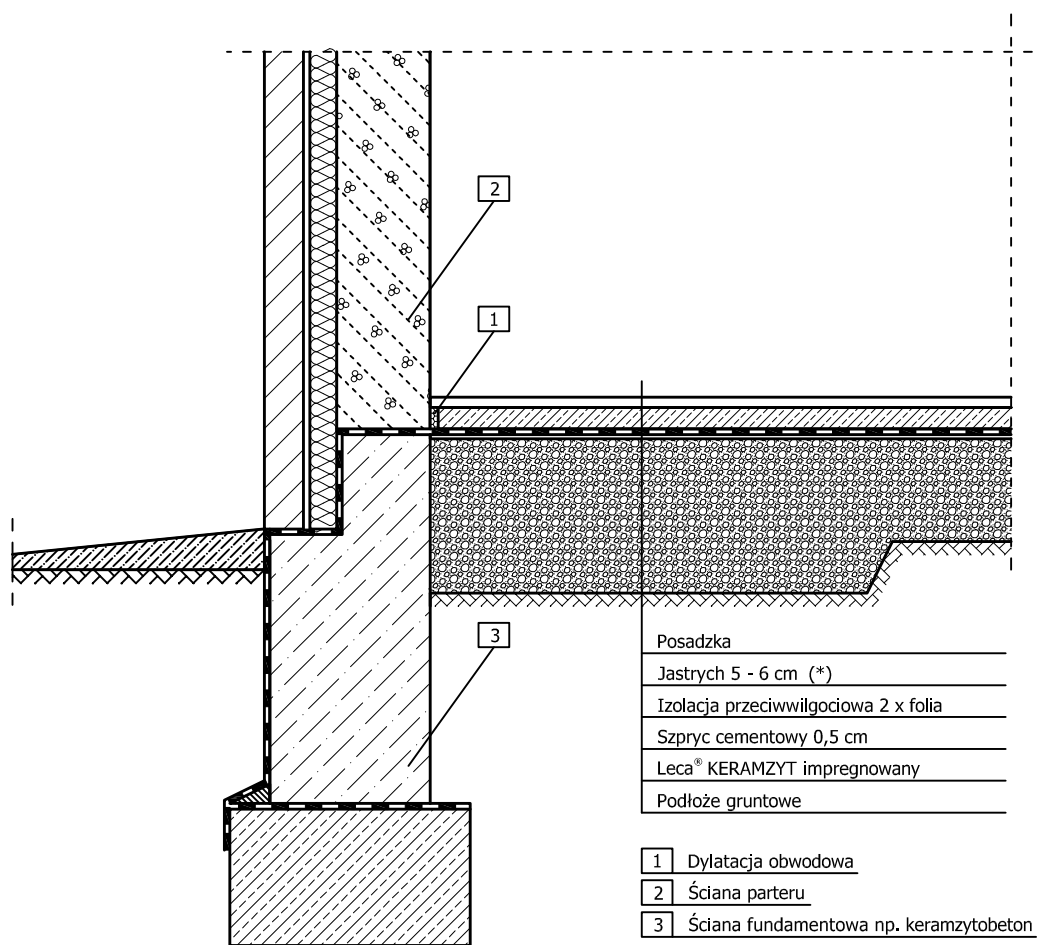 2
1
3
Posadzka
Jastrych 5 - 6 cm (*)
Izolacja przeciwwilgociowa 2 x folia
Szpryc cementowy 0,5 cm
Leca® KERAMZYT impregnowany
Podłoże gruntowe
1 Dylatacja obwodowa
2 Ściana parteru
3 Ściana fundamentowa np. keramzytobeton